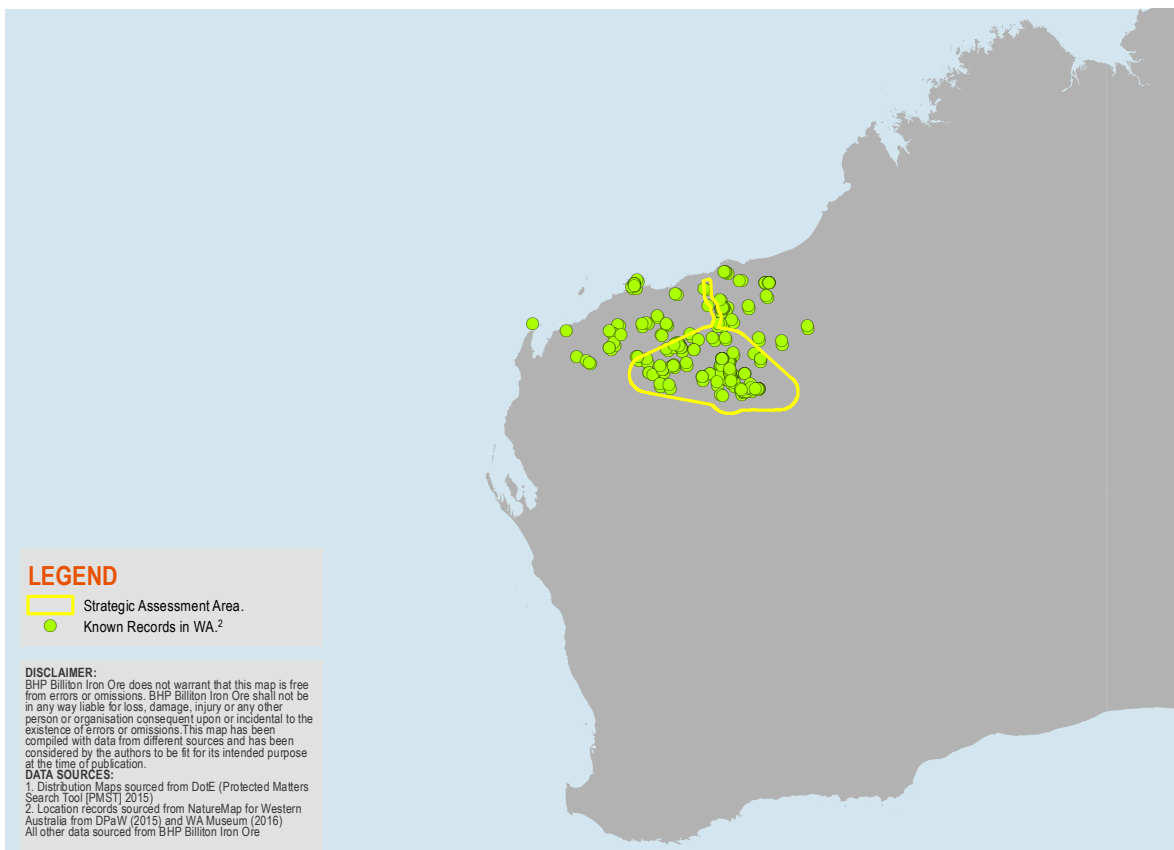 LEGEND
Strategic Assessment Area.
Known Records in WA.2
DISCLAIMER:
BHP Billiton Iron Ore does not warrant that this map is free
from errors or omissions. BHP Billiton Iron Ore shall not be
in any way liable for loss, damage, injury or any other
person or organisation consequent upon or incidental to the
existence of errors or omissions.This map has been
compiled with data from different sources and has been
considered by the authors to be fit for its intended purpose
at the time of publication.
DATA SOURCES:
1. Distribution Maps sourced from DotE (Protected Matters
Search Tool [PMST] 2015)
2. Location records sourced from NatureMap for Western
Australia from DPaW (2015) and WA Museum (2016)
All other data sourced from BHP Billiton Iron Ore